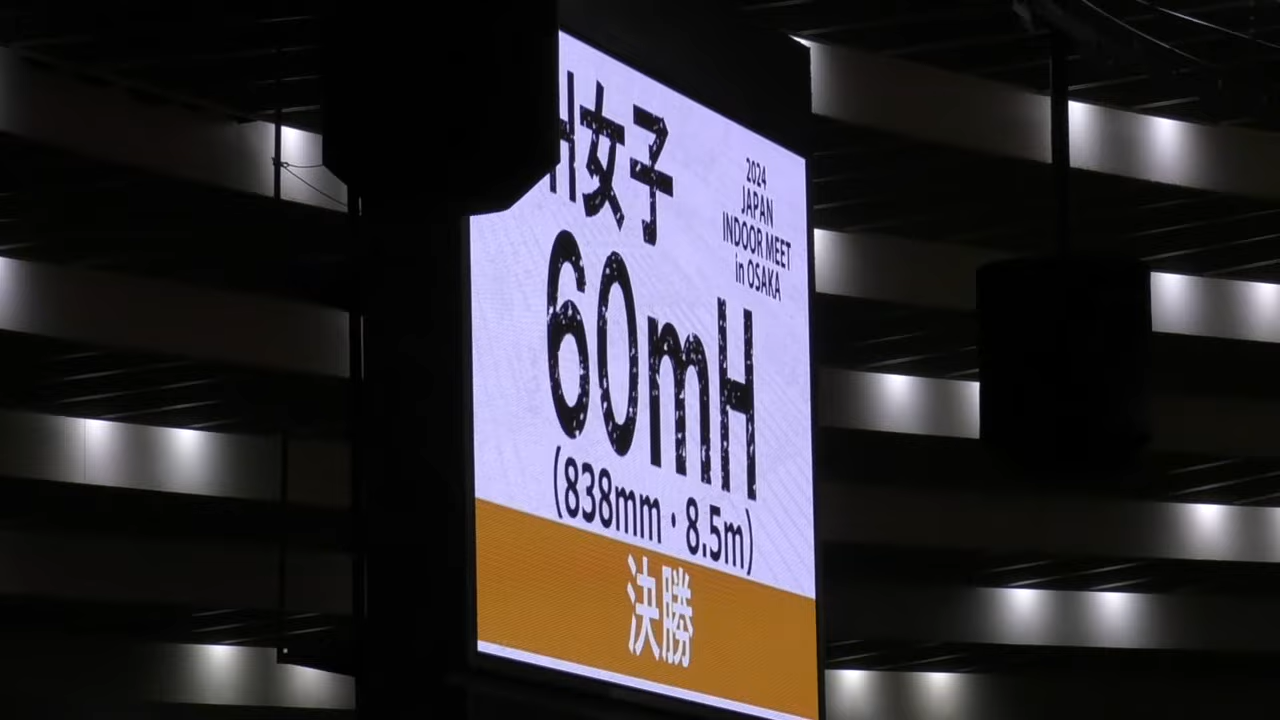 女子
2024
JAPAN
INDOOR MEET
in OSAKA
60mH
(838mm・8.5m)
決勝